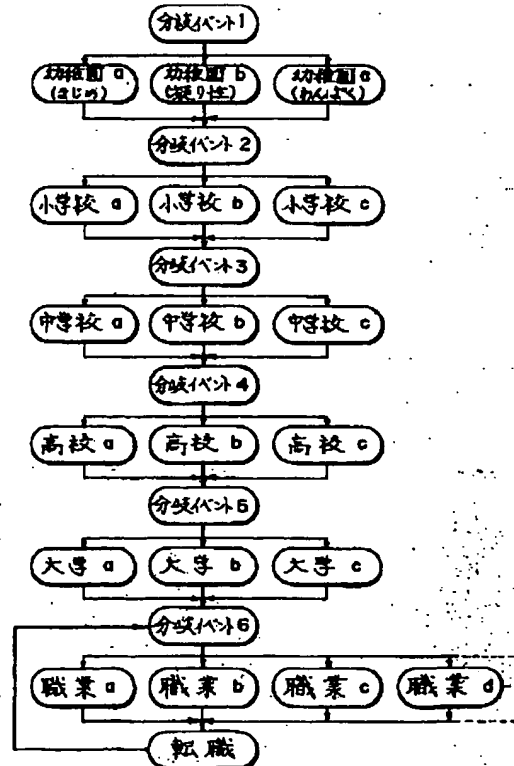 分岐イベント1
幼稚園 a 幼稚園 b 幼稚園 c
(まじめ) (凝り性) (わんぱく)
分岐イベント2
小学校 a 小学校 b 小学校 c
分岐イベント3
中学校 a 中学校 b 中学校 c
分岐イベント4
高校 a 高校 b 高校 c
分岐イベント5
大学 a 大学 b 大学 c
分岐イベント6
職業 a 職業 b 職業 c 職業 d
転職